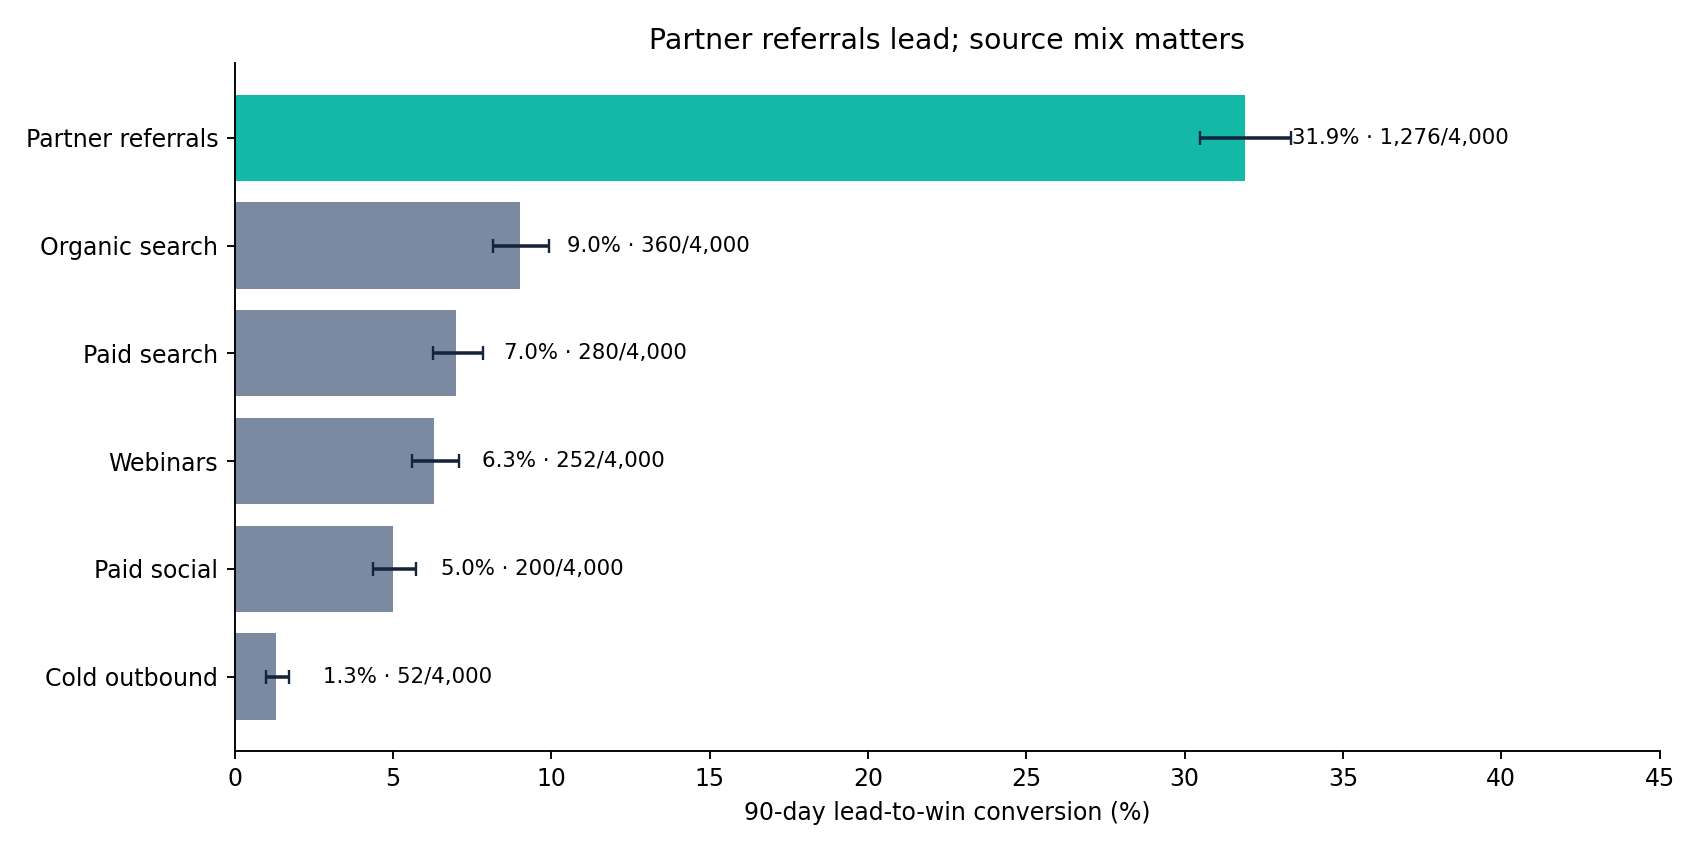 Partner referrals lead; source mix matters
Partner referrals 31.9% · 1,276/4,000
Organic search 9.0% · 360/4,000
Paid search 7.0% · 280/4,000
Webinars 6.3% · 252/4,000
Paid social 5.0% · 200/4,000
Cold outbound 1.3% · 52/4,000
0 5 10 15 20 25 30 35 40 45
90-day lead-to-win conversion (%)